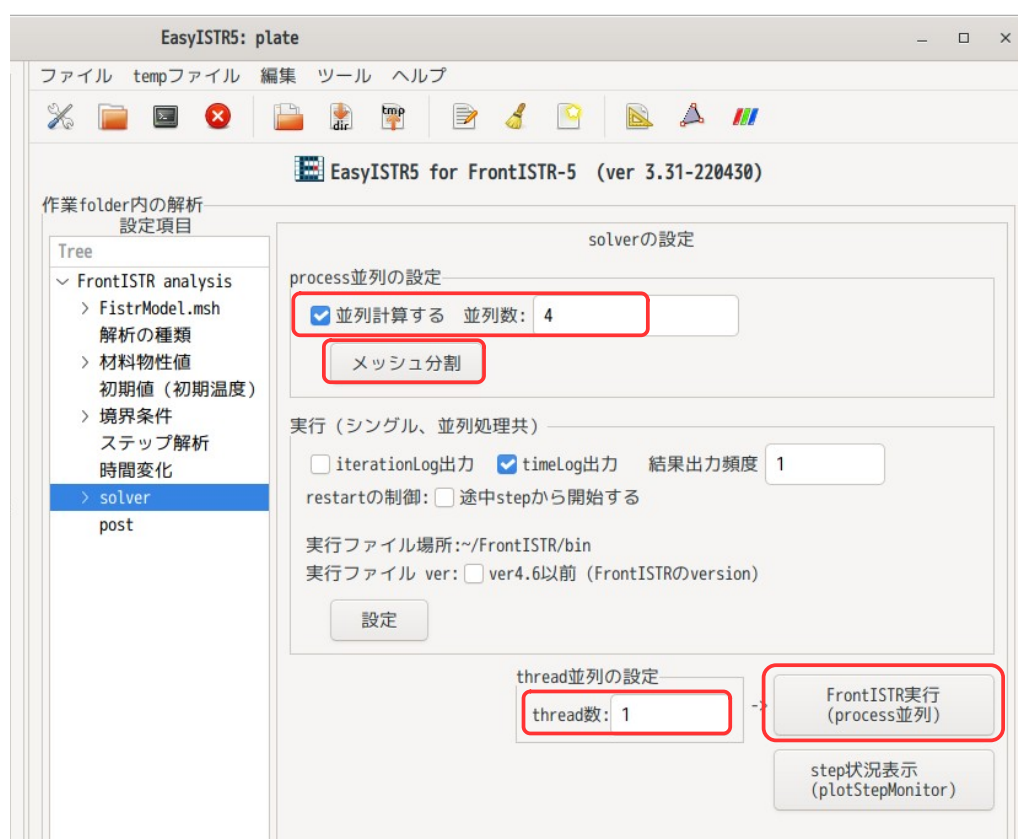 EasyISTR5: plate
ファイル tempファイル 編集 ツール ヘルプ
dir
tmp
EasyISTR5 for FrontISTR-5 (ver 3.31-220430)
作業folder内の解析
設定項目
Tree
FrontISTR analysis
FistrModel.msh
解析の種類
材料物性値
初期値（初期温度）
境界条件
ステップ解析
時間変化
solver
post
solverの設定
process並列の設定
並列計算する 並列数: 4
メッシュ分割
実行（シングル、並列処理共）
iterationLog出力 timeLog出力 結果出力頻度 1
restartの制御: 途中stepから開始する
実行ファイル場所:~/FrontISTR/bin
実行ファイル ver: ver4.6以前 (FrontISTRのversion)
設定
thread並列の設定
thread数: 1
->
FrontISTR実行
(process並列)
step状況表示
(plotStepMonitor)